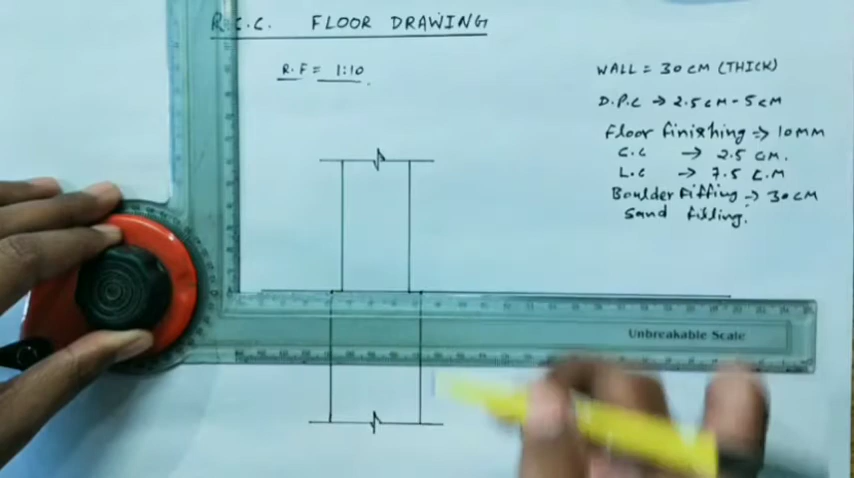 R.C.C. FLOOR DRAWING
R.F = 1:10
WALL = 30 CM (THICK)
D.P.C → 2.5 CM - 5 CM
Floor finishing → 10MM
C.C → 2.5 CM.
L.C → 7.5 C.M
Boulder Filling → 30 CM
Sand filling.
Unbreakable Scale